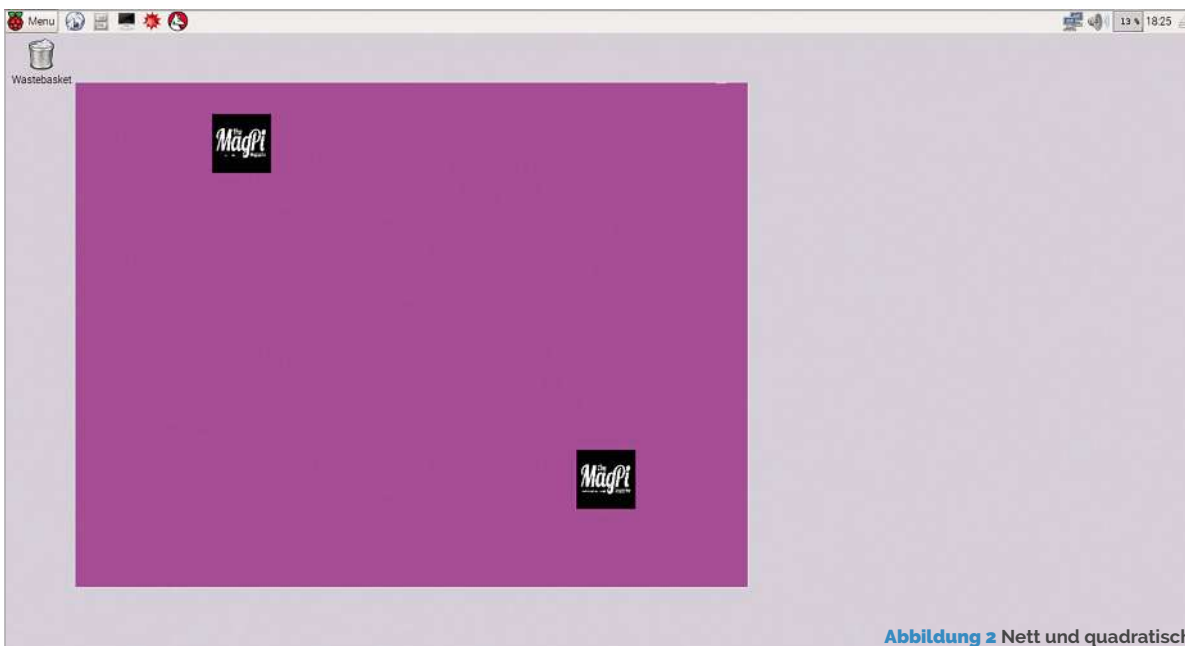 Menu
13 %
18:25
Wastebasket
The
MagPi
The
MagPi
Abbildung 2 Nett und quadratisch